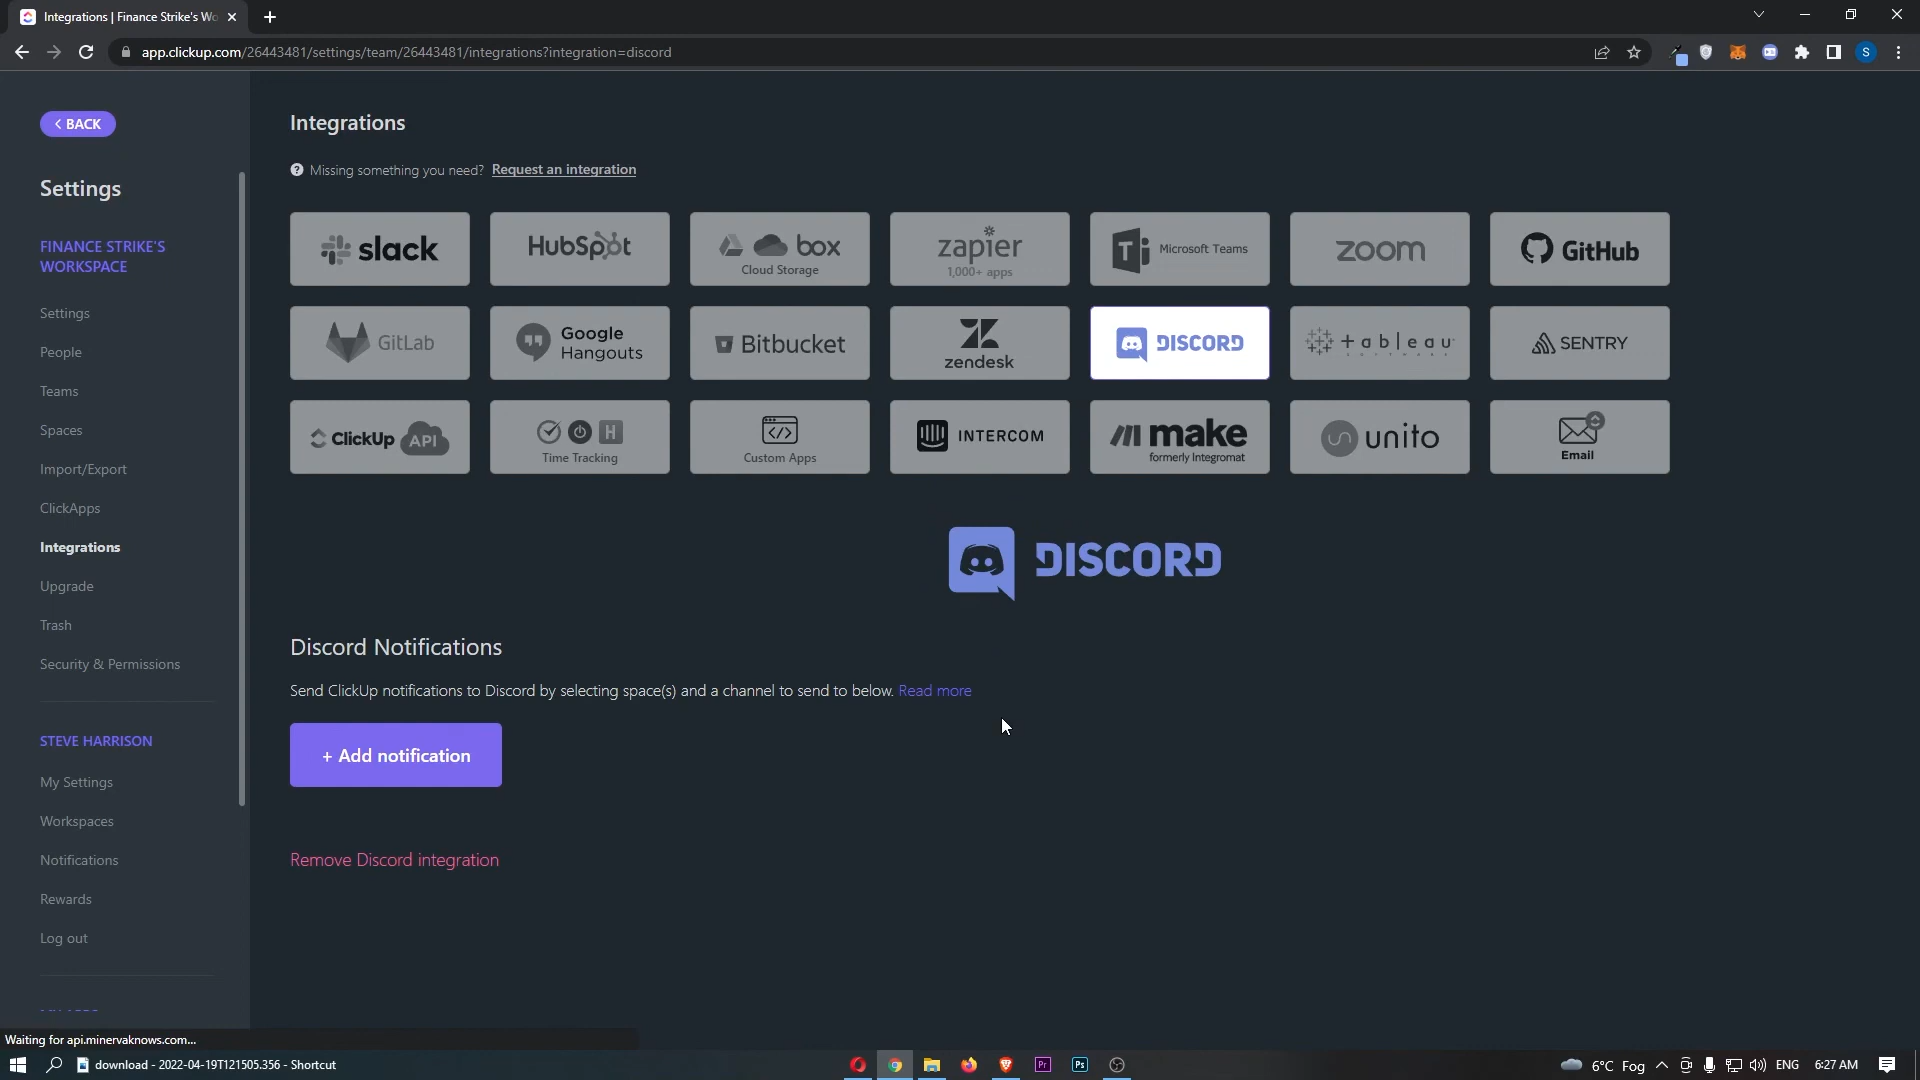 Integrations | Finance Strike's Wo
app.clickup.com/26443481/settings/team/26443481/integrations?integration=discord
S
BACK
Settings
FINANCE STRIKE'S
WORKSPACE
Settings
People
Teams
Spaces
Import/Export
ClickApps
Integrations
Upgrade
Trash
Security & Permissions
STEVE HARRISON
My Settings
Workspaces
Notifications
Rewards
Log out
Integrations
? Missing something you need? Request an integration
slack
HubSpot
box
Cloud Storage
zapier
1,000+ apps
T Microsoft Teams
zoom
GitHub
GitLab
Google
Hangouts
Bitbucket
zendesk
DISCORD
+ableau
SOFTWARE
SENTRY
ClickUp API
H
Time Tracking
Custom Apps
INTERCOM
make
formerly Integromat
unito
Email
DISCORD
Discord Notifications
Send ClickUp notifications to Discord by selecting space(s) and a channel to send to below. Read more
+ Add notification
Remove Discord integration
Waiting for api.minervaknows.com...
download - 2022-04-19T121505.356 - Shortcut
Pr
Ps
6°C Fog
ENG
6:27 AM